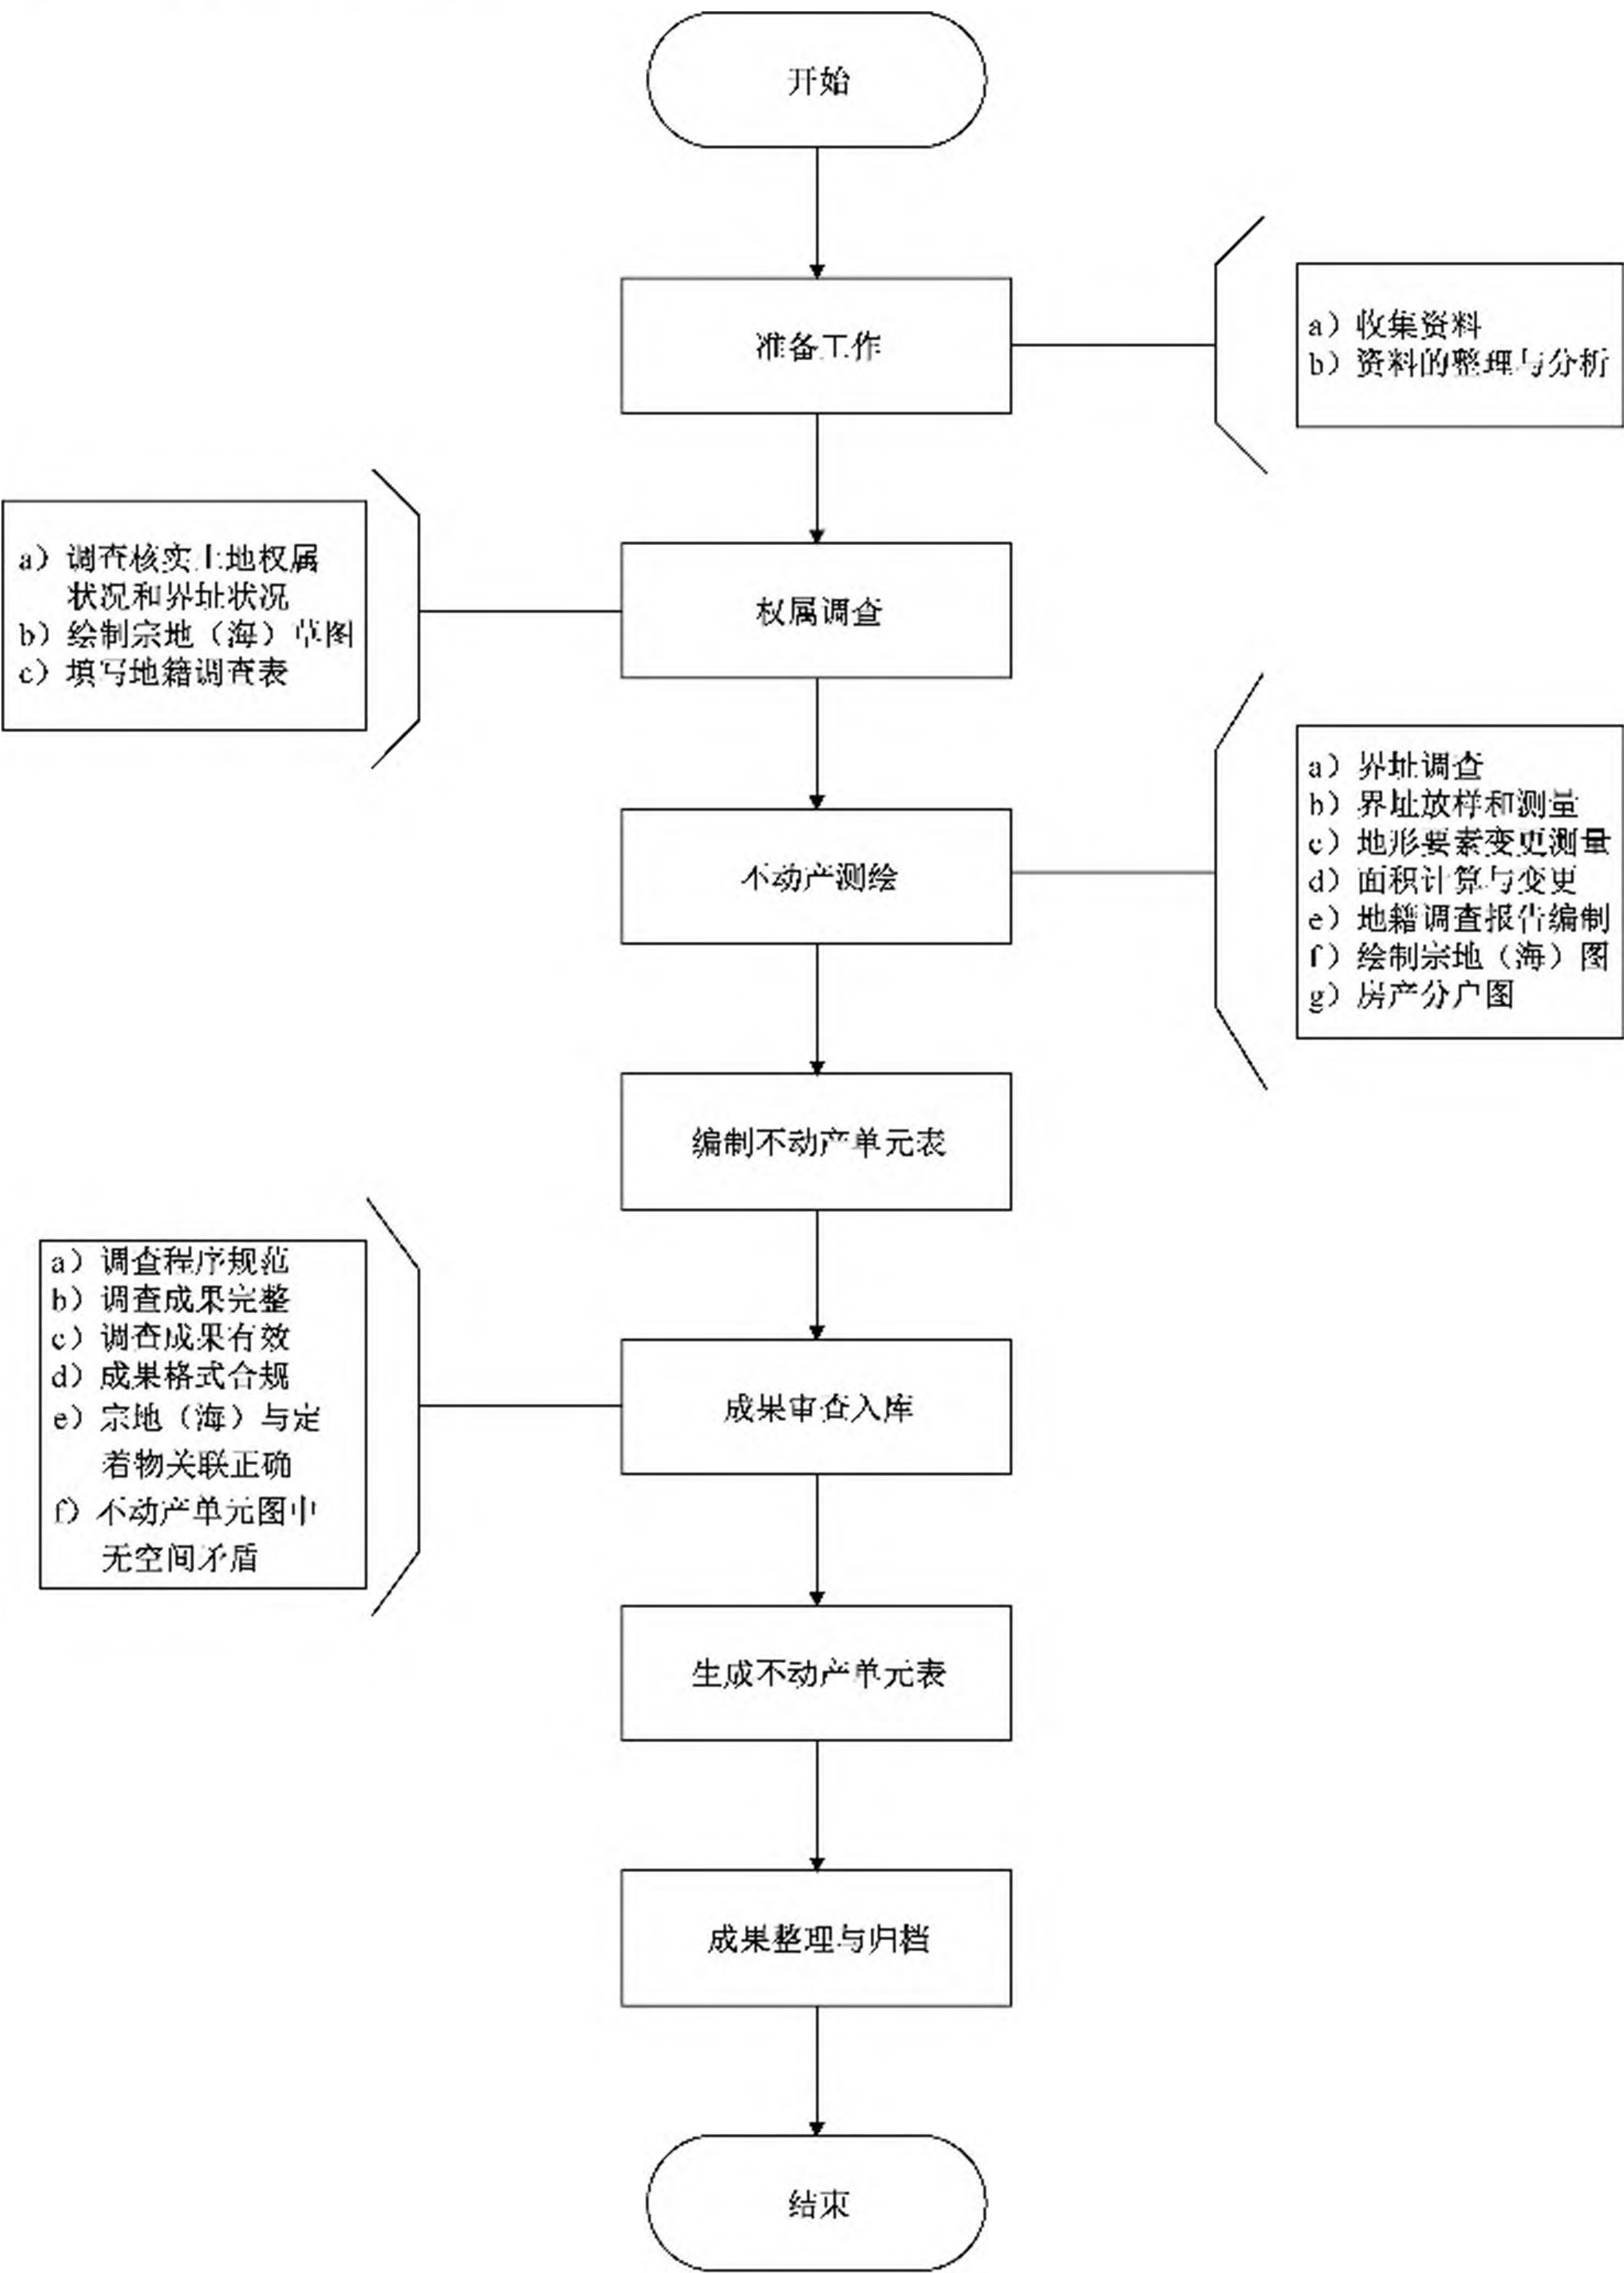 开始
准备工作
a）收集资料
b）资料的整理与分析
权属调查
a）调查核实土地权属
状况和界址状况
b）绘制宗地（海）草图
c）填写地籍调查表
不动产测绘
a）界址调查
b）界址放样和测量
c）地形要素变更测量
d）面积计算与变更
e）地籍调查报告编制
f）绘制宗地（海）图
g）房产分户图
编制不动产单元表
成果审查入库
a）调查程序规范
b）调查成果完整
c）调查成果有效
d）成果格式合规
e）宗地（海）与定
着物关联正确
f）不动产单元图中
无空间矛盾
生成不动产单元表
成果整理与归档
结束